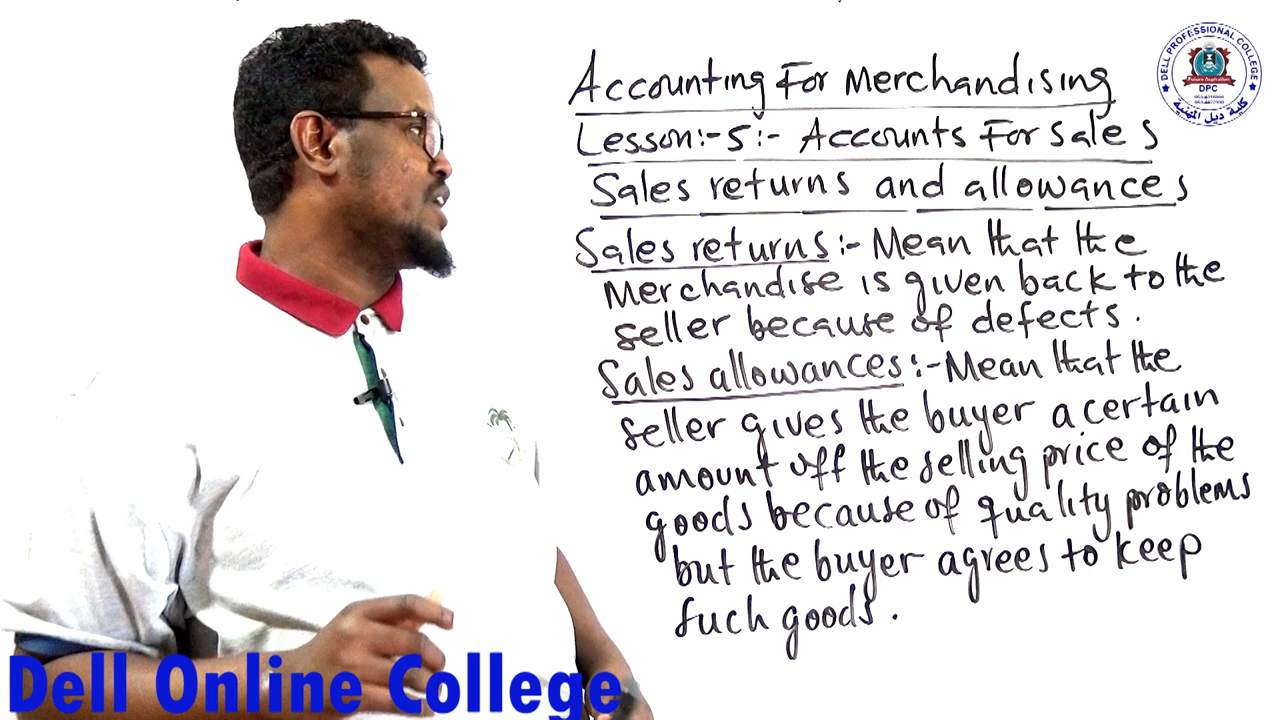 Accounting For Merchandising
Lesson:-5:- Accounts For Sales
Sales returns and allowances
Sales returns:- Mean that the
Merchandise is given back to the
seller because of defects.
Sales allowances:- Mean that the
seller gives the buyer a certain
amount off the selling price of the
goods because of quality problems
but the buyer agrees to keep
such goods.
DELL PROFESSIONAL COLLEGE
DPC
كلية ديل المهنية
Dell Online College